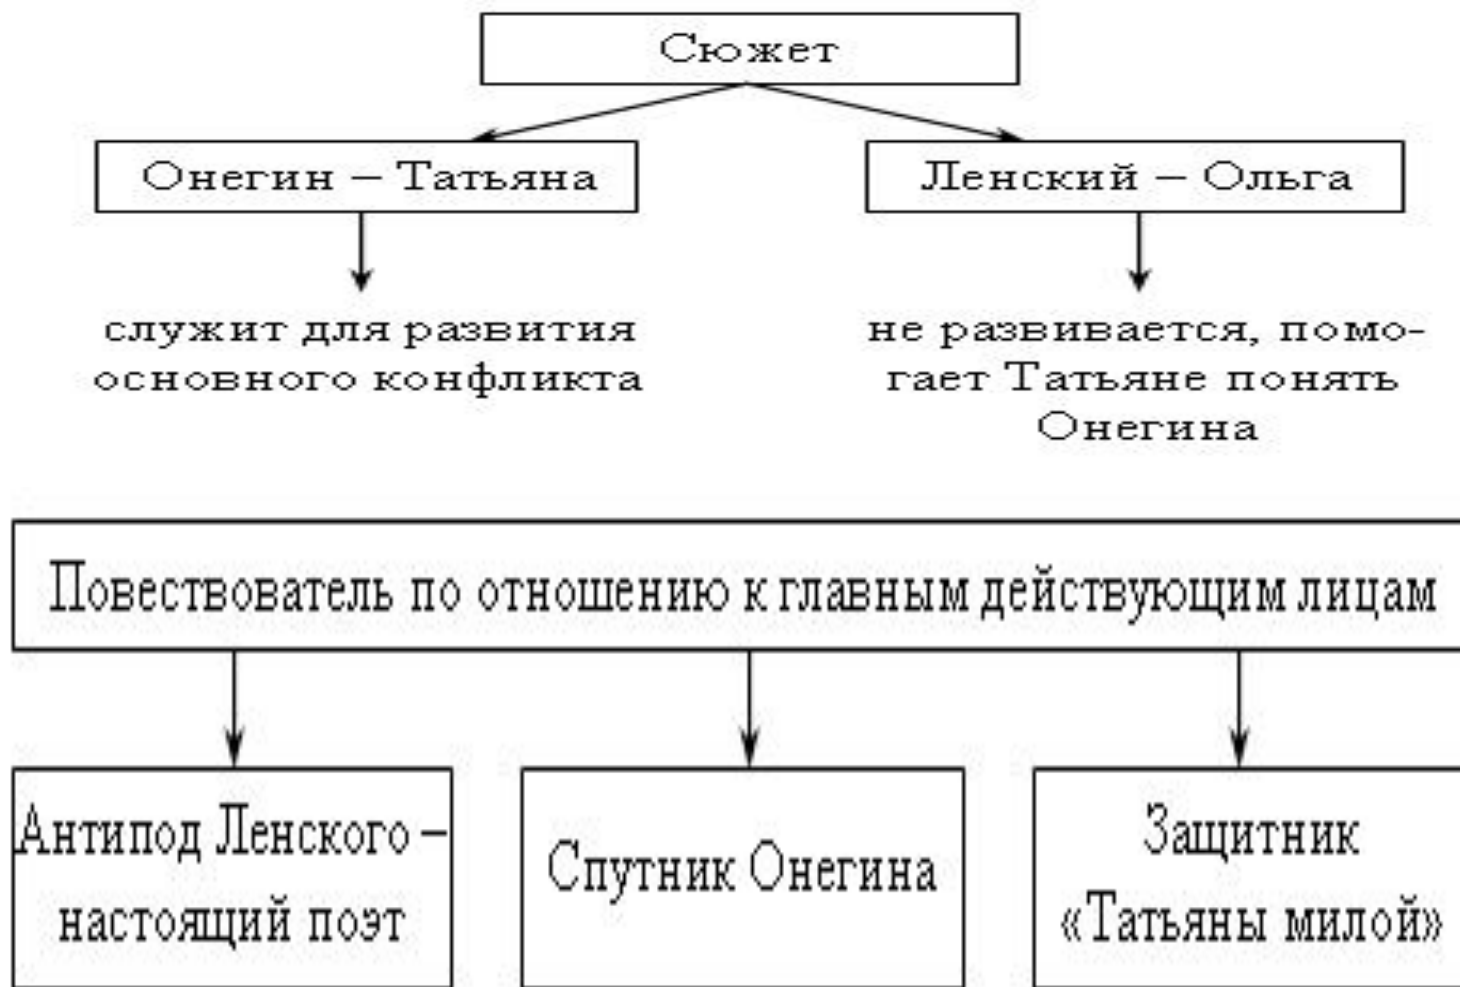 Сюжет
Онегин – Татьяна
Ленский – Ольга
служит для развития
основного конфликта
не развивается, помо-
гает Татьяне понять
Онегина
Повествователь по отношению к главным действующим лицам
Антипод Ленского –
настоящий поэт
Спутник Онегина
Защитник
«Татьяны милой»